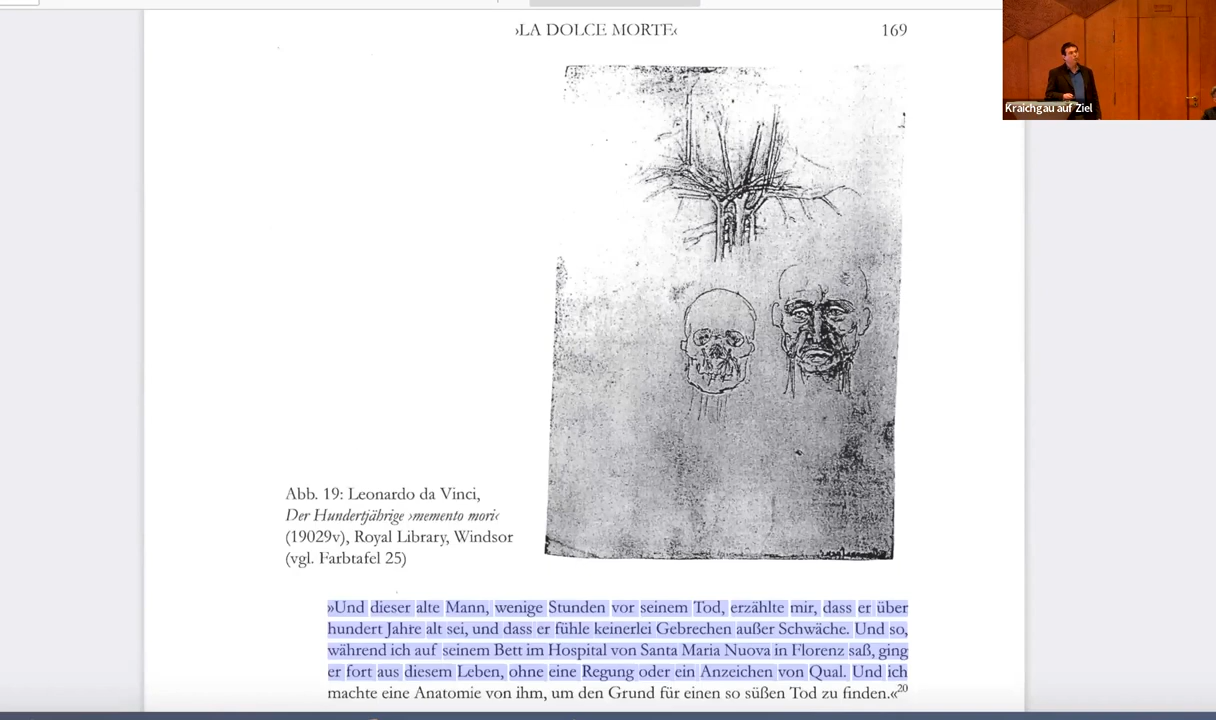 ›LA DOLCE MORTE‹ 169
Kraichgau auf Ziel
Abb. 19: Leonardo da Vinci,
Der Hundertjährige ›memento mori‹
(19029v), Royal Library, Windsor
(vgl. Farbtafel 25)
»Und dieser alte Mann, wenige Stunden vor seinem Tod, erzählte mir, dass er über
hundert Jahre alt sei, und dass er fühle keinerlei Gebrechen außer Schwäche. Und so,
während ich auf seinem Bett im Hospital von Santa Maria Nuova in Florenz saß, ging
er fort aus diesem Leben, ohne eine Regung oder ein Anzeichen von Qual. Und ich
machte eine Anatomie von ihm, um den Grund für einen so süßen Tod zu finden.«20